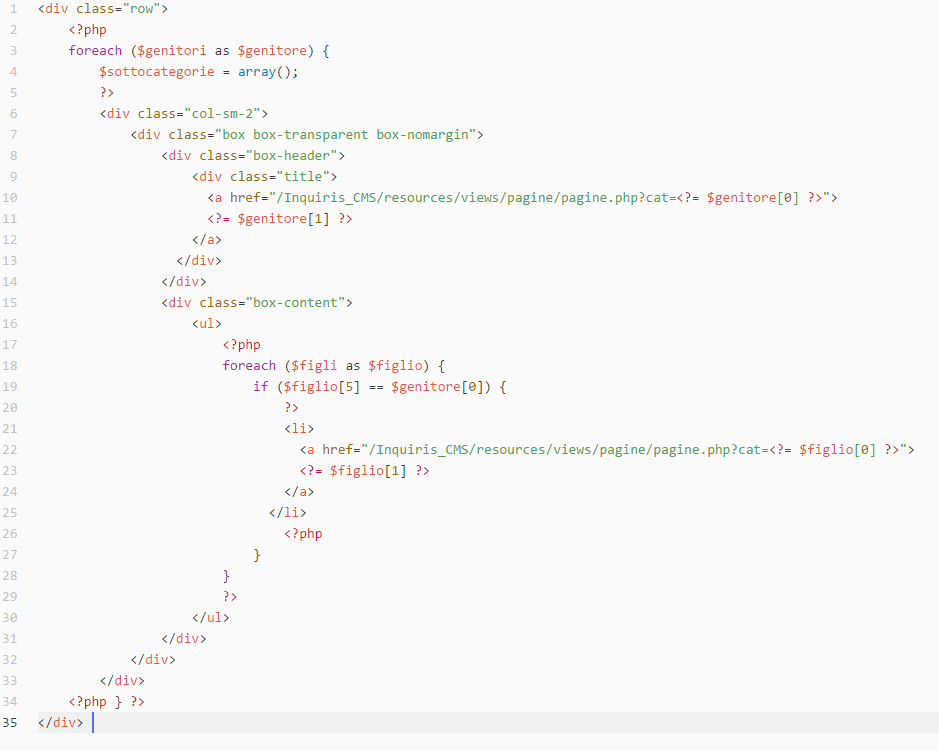 1 <div class="row">
2 <?php
3 foreach ($genitori as $genitore) {
4 $sottocategorie = array();
5 ?>
6 <div class="col-sm-2">
7 <div class="box box-transparent box-nomargin">
8 <div class="box-header">
9 <div class="title">
10 <a href="/Inquiris_CMS/resources/views/pagine/pagine.php?cat=<?= $genitore[0] ?>">
11 <?= $genitore[1] ?>
12 </a>
13 </div>
14 </div>
15 <div class="box-content">
16 <ul>
17 <?php
18 foreach ($figli as $figlio) {
19 if ($figlio[5] == $genitore[0]) {
20 ?>
21 <li>
22 <a href="/Inquiris_CMS/resources/views/pagine/pagine.php?cat=<?= $figlio[0] ?>">
23 <?= $figlio[1] ?>
24 </a>
25 </li>
26 <?php
27 }
28 }
29 ?>
30 </ul>
31 </div>
32 </div>
33 </div>
34 <?php } ?>
35 </div>